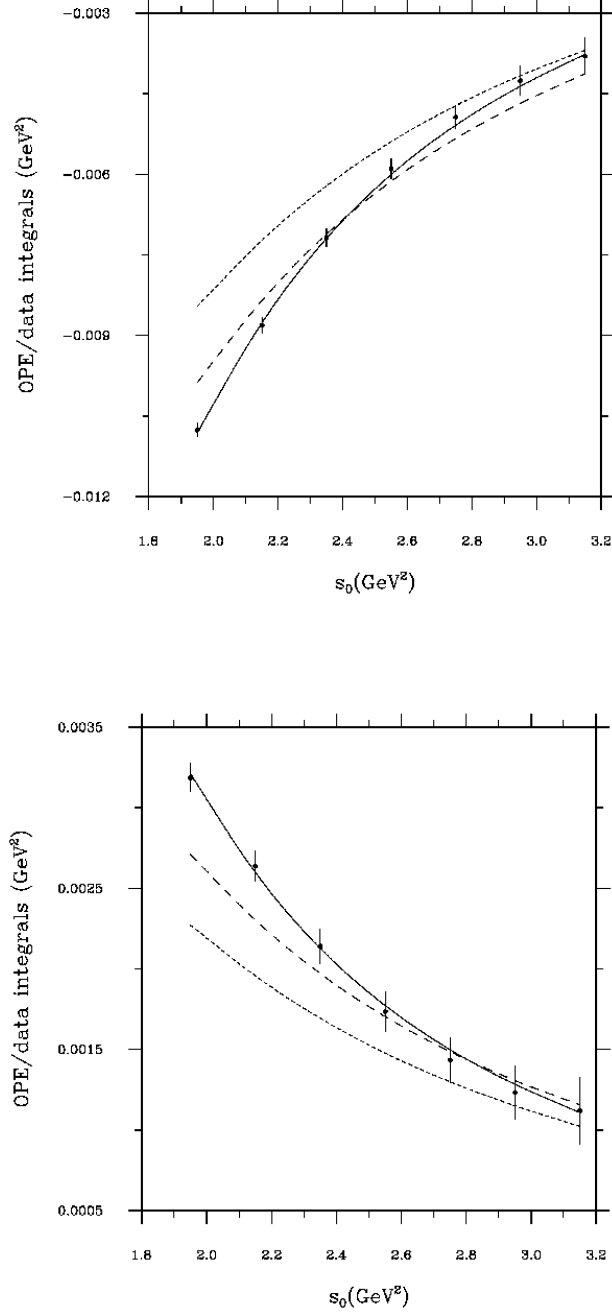 −0.003
−0.006
−0.009
−0.012
OPE/data integrals (GeV²)
1.8 2.0 2.2 2.4 2.6 2.8 3.0 3.2
s₀(GeV²)
0.0035
0.0025
0.0015
0.0005
OPE/data integrals (GeV²)
1.8 2.0 2.2 2.4 2.6 2.8 3.0 3.2
s₀(GeV²)